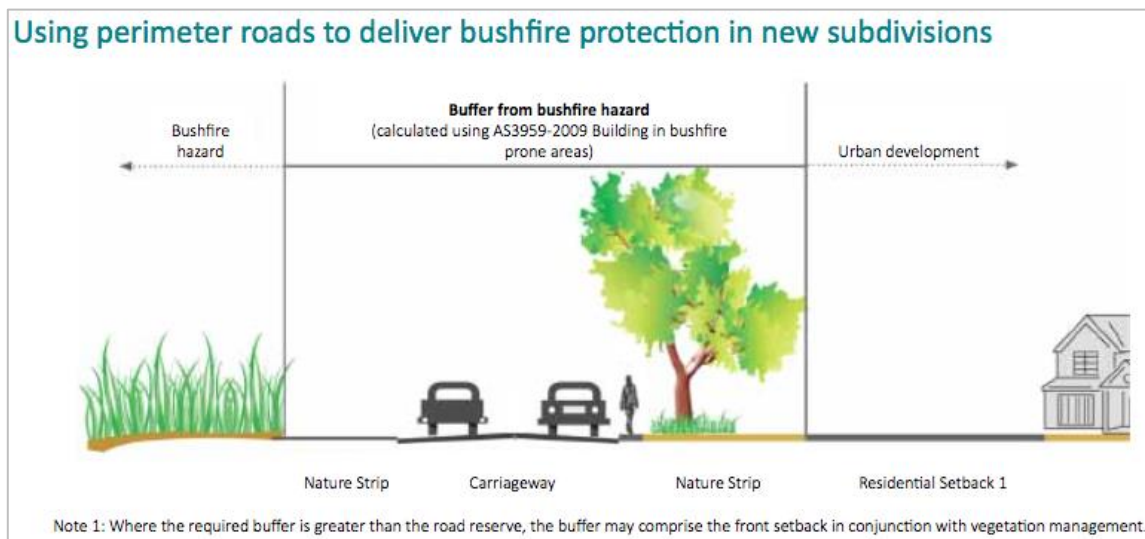 Using perimeter roads to deliver bushfire protection in new subdivisions
Buffer from bushfire hazard
(calculated using AS3959-2009 Building in bushfire
prone areas)
Bushfire
hazard
Urban development
Nature Strip
Carriageway
Nature Strip
Residential Setback 1
Note 1: Where the required buffer is greater than the road reserve, the buffer may comprise the front setback in conjunction with vegetation management.